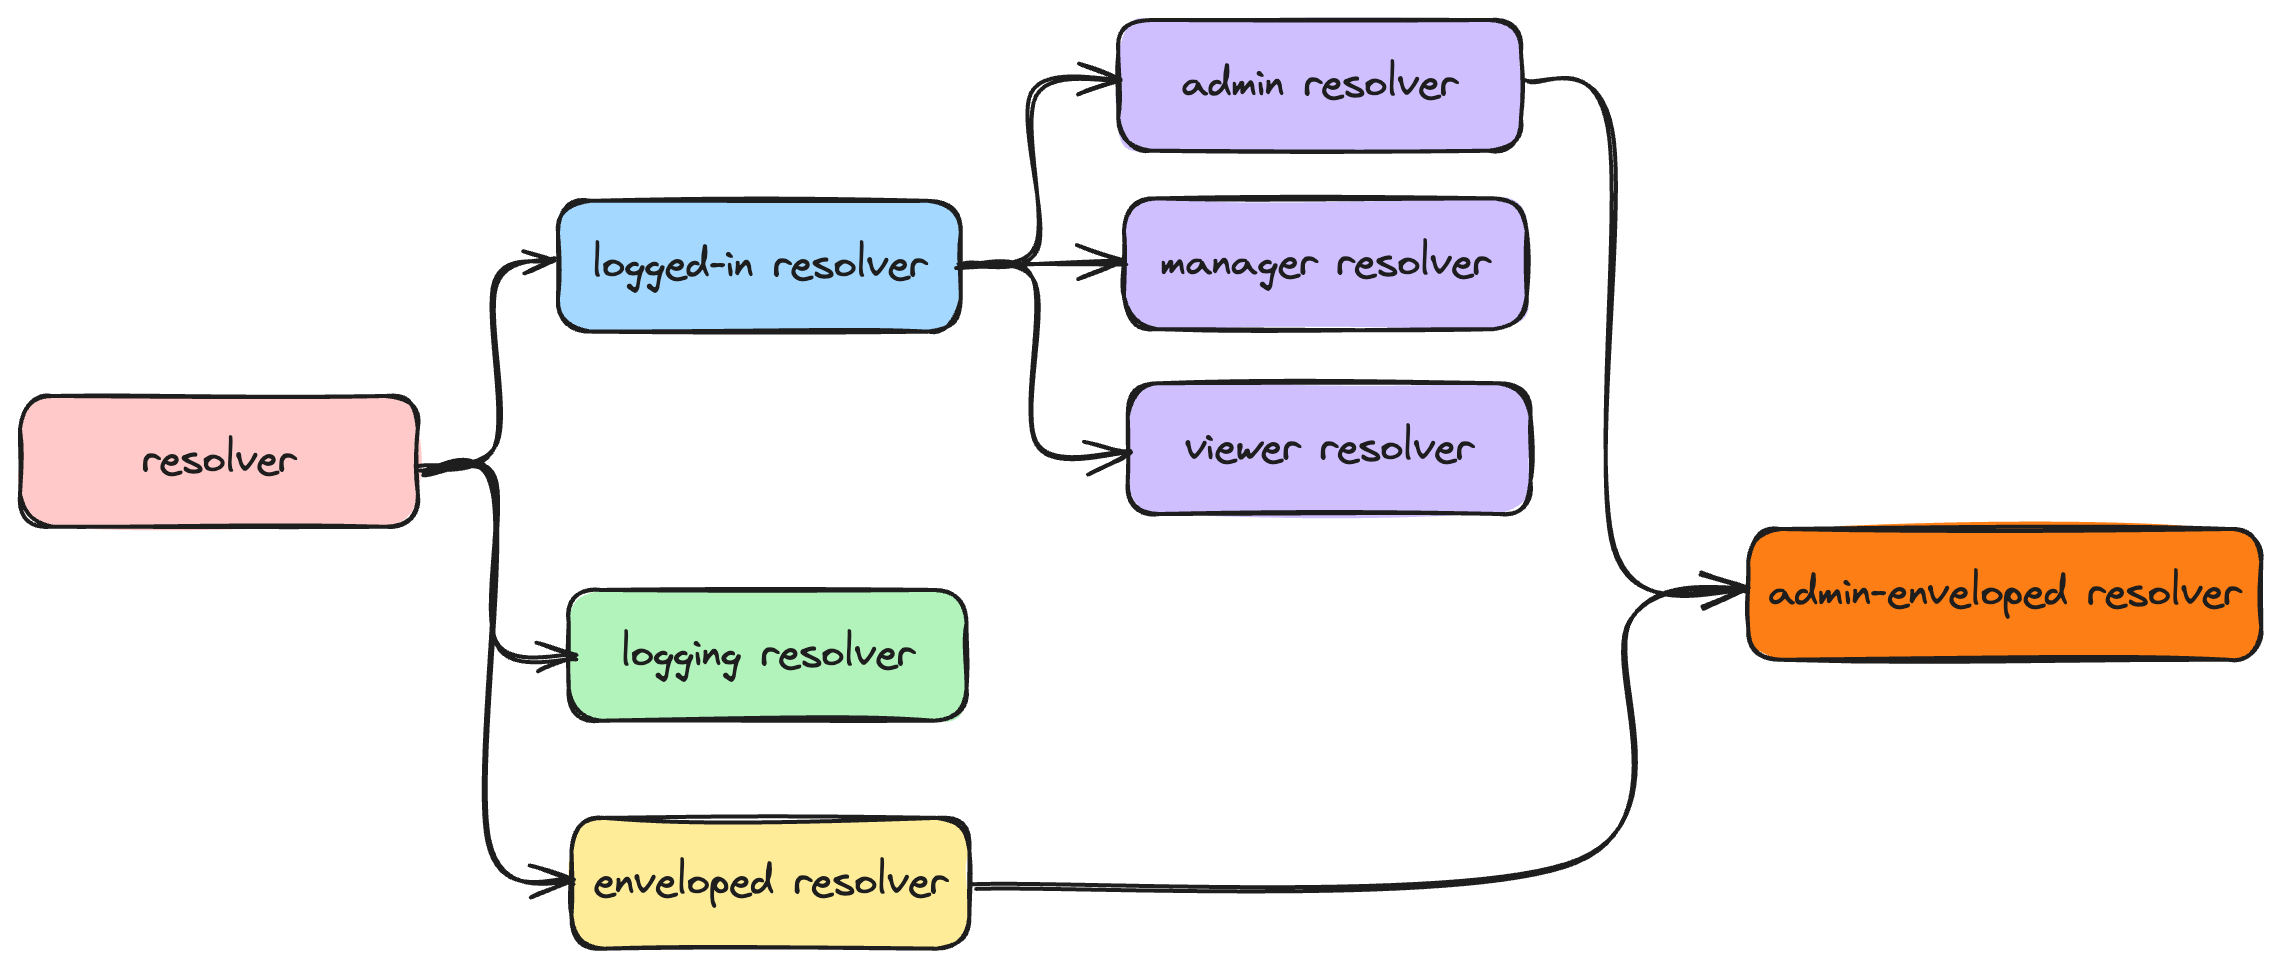 admin resolver
logged-in resolver
manager resolver
resolver
viewer resolver
admin-enveloped resolver
logging resolver
enveloped resolver